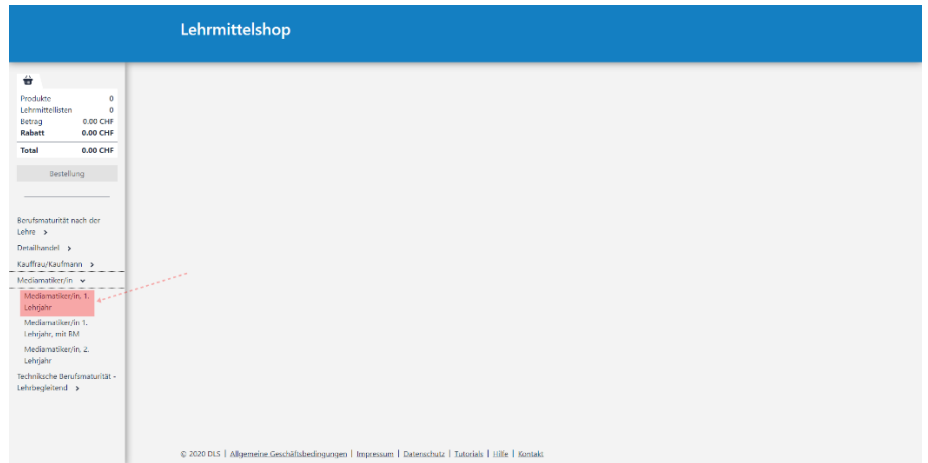 Lehrmittelshop
Produkte 0
Lehrmittellisten 0
Betrag 0.00 CHF
Rabatt 0.00 CHF
Total 0.00 CHF
Bestellung
Berufsmaturität nach der
Lehre >
Detailhandel >
Kauffrau/Kaufmann >
Mediamatiker/in
Mediamatiker/in, 1.
Lehrjahr
Mediamatiker/in 1.
Lehrjahr, mit BM
Mediamatiker/in, 2.
Lehrjahr
Techniksche Berufsmaturität -
Lehrbegleitend >
© 2020 DLS | Allgemeine Geschäftsbedingungen | Impressum | Datenschutz | Tutorials | Hilfe | Kontakt